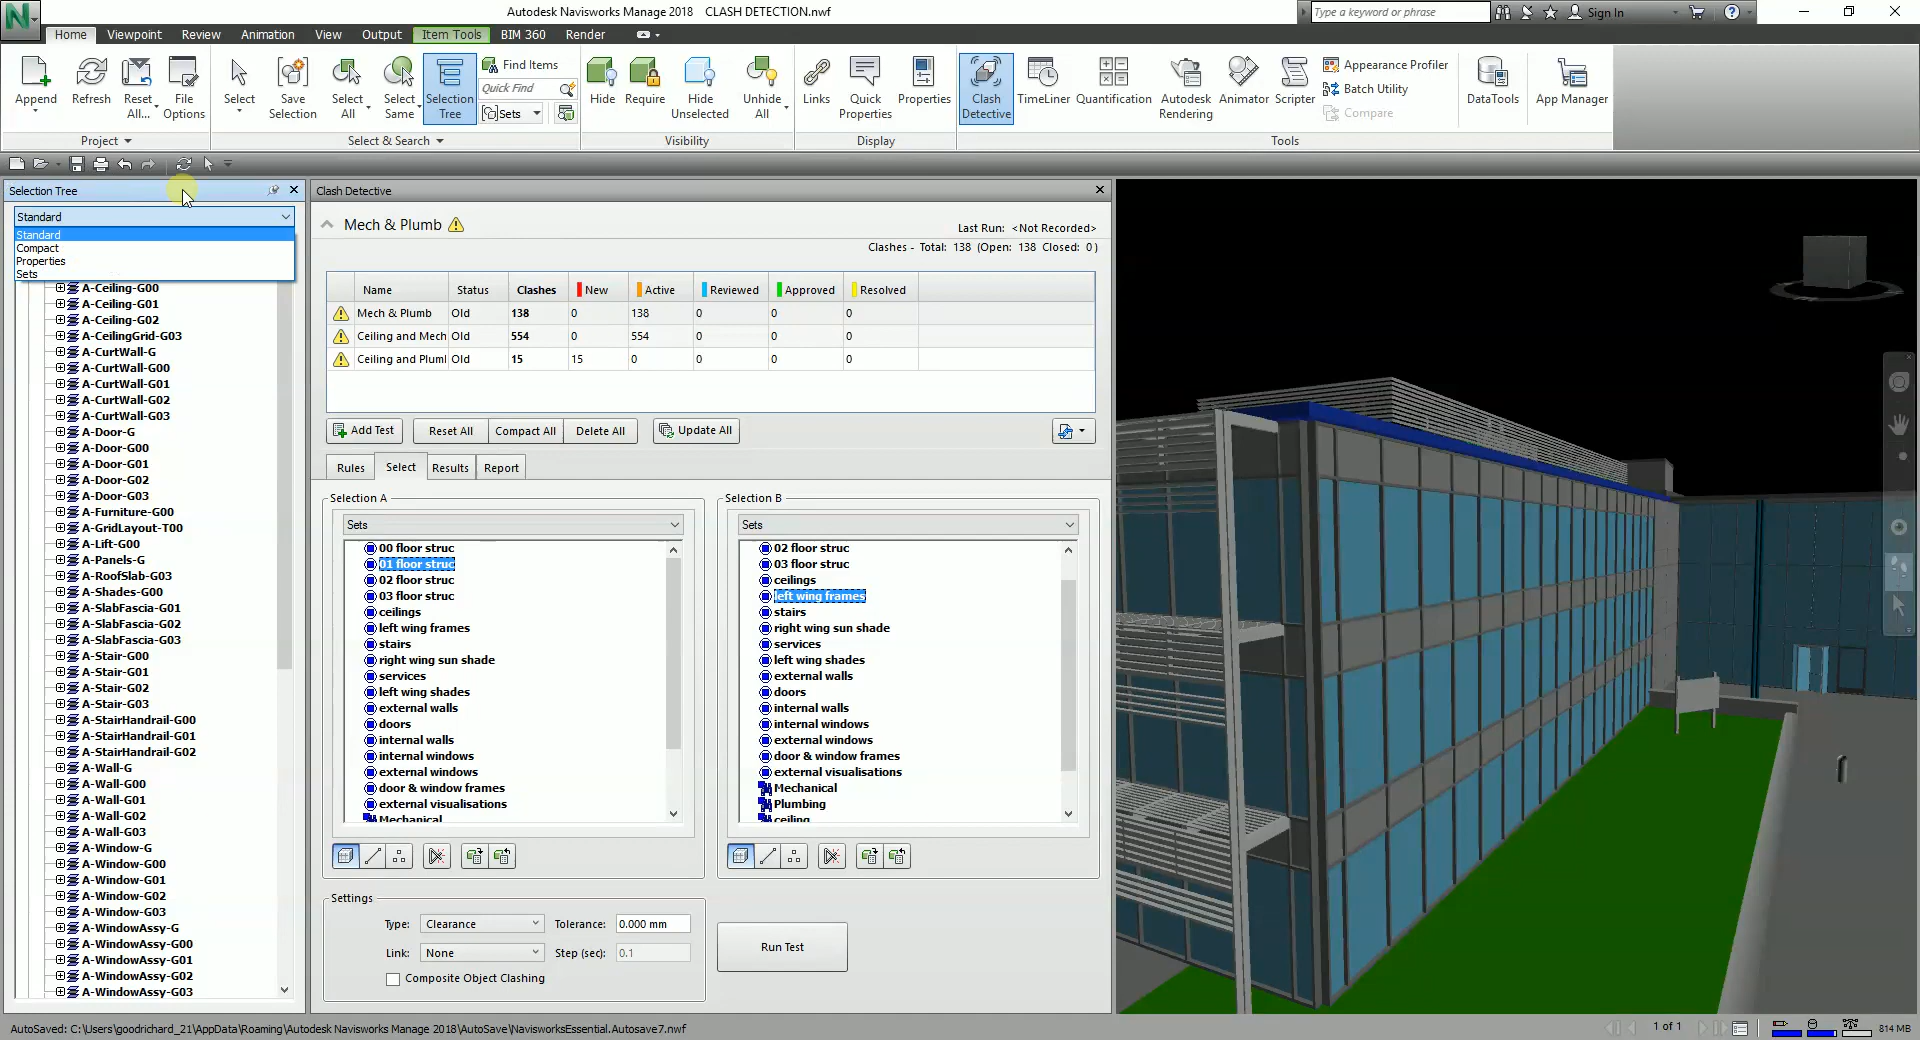 Autodesk Navisworks Manage 2018 CLASH DETECTION.nwf
Type a keyword or phrase
Sign In
Home Viewpoint Review Animation View Output Item Tools BIM 360 Render
Append
Refresh
Reset All...
File Options
Project
Select
Save Selection
Select All
Select Same
Selection Tree
Find Items
Quick Find
Sets
Select & Search
Hide
Require
Hide Unselected
Unhide All
Visibility
Links
Quick Properties
Properties
Display
Clash Detective
TimeLiner
Quantification
Autodesk Rendering
Animator
Scripter
Appearance Profiler
Batch Utility
Compare
Tools
DataTools
App Manager
Selection Tree
Standard
Standard
Compact
Properties
Sets
A-Ceiling-G00
A-Ceiling-G01
A-Ceiling-G02
A-CeilingGrid-G03
A-CurtWall-G
A-CurtWall-G00
A-CurtWall-G01
A-CurtWall-G02
A-CurtWall-G03
A-Door-G
A-Door-G00
A-Door-G01
A-Door-G02
A-Door-G03
A-Furniture-G00
A-GridLayout-T00
A-Lift-G00
A-Panels-G
A-RoofSlab-G03
A-Shades-G00
A-SlabFascia-G01
A-SlabFascia-G02
A-SlabFascia-G03
A-Stair-G00
A-Stair-G01
A-Stair-G02
A-Stair-G03
A-StairHandrail-G00
A-StairHandrail-G01
A-StairHandrail-G02
A-Wall-G
A-Wall-G00
A-Wall-G01
A-Wall-G02
A-Wall-G03
A-Window-G
A-Window-G00
A-Window-G01
A-Window-G02
A-Window-G03
A-WindowAssy-G
A-WindowAssy-G00
A-WindowAssy-G01
A-WindowAssy-G02
A-WindowAssy-G03
Clash Detective
Mech & Plumb
Last Run: <Not Recorded>
Clashes - Total: 138 (Open: 138 Closed: 0 )
Name Status Clashes New Active Reviewed Approved Resolved
Mech & Plumb Old 138 0 138 0 0 0
Ceiling and Mech Old 554 0 554 0 0 0
Ceiling and Pluml Old 15 15 0 0 0 0
Add Test Reset All Compact All Delete All Update All
Rules Select Results Report
Selection A
Sets
00 floor struc
01 floor struc
02 floor struc
03 floor struc
ceilings
left wing frames
stairs
right wing sun shade
services
left wing shades
external walls
doors
internal walls
internal windows
external windows
door & window frames
external visualisations
Mechanical
Selection B
Sets
02 floor struc
03 floor struc
ceilings
left wing frames
stairs
right wing sun shade
services
left wing shades
external walls
doors
internal walls
internal windows
external windows
door & window frames
external visualisations
Mechanical
Plumbing
ceiling
Settings
Type: Clearance Tolerance: 0.000 mm
Link: None Step (sec): 0.1
Composite Object Clashing
Run Test
AutoSaved: C:\Users\goodrichard_21\AppData\Roaming\Autodesk Navisworks Manage 2018\AutoSave\NavisworksEssential.Autosave7.nwf
1 of 1
814 MB